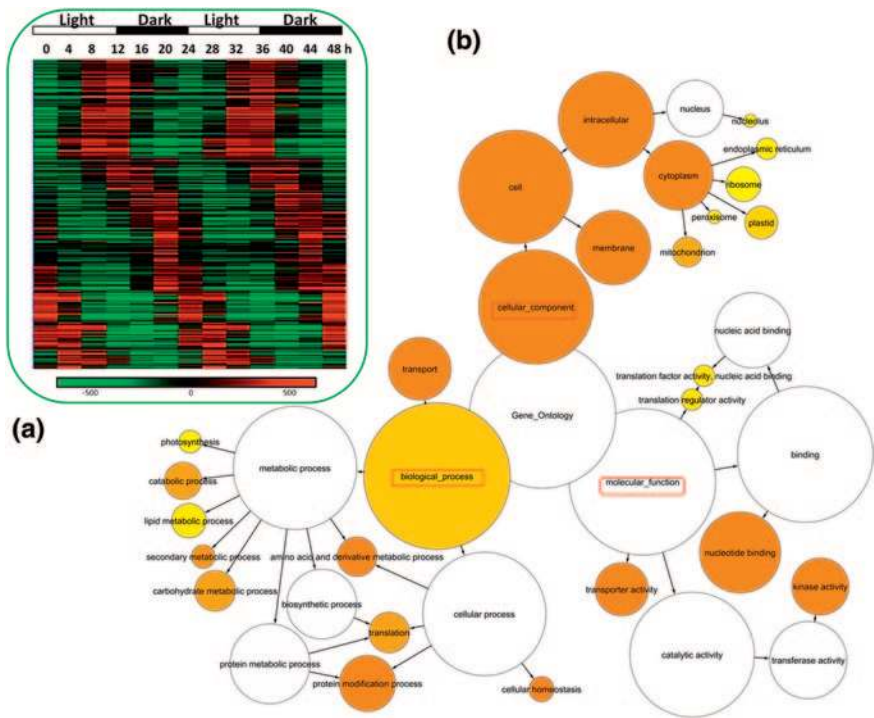 Light Dark Light Dark
0 4 8 12 16 20 24 28 32 36 40 44 48 h
-500 0 500
(a)
(b)
nucleus
nucleolus
intracellular
endoplasmic reticulum
cytoplasm
ribosome
cell
peroxisome
plastid
membrane
mitochondrion
cellular_component
nucleic acid binding
transport
translation factor activity, nucleic acid binding
translation regulator activity
Gene_Ontology
photosynthesis
metabolic process
binding
biological_process
molecular_function
catabolic process
lipid metabolic process
secondary metabolic process
amino acid and derivative metabolic process
nucleotide binding
carbohydrate metabolic process
transporter activity
kinase activity
biosynthetic process
cellular process
translation
catalytic activity
transferase activity
protein metabolic process
protein modification process
cellular homeostasis